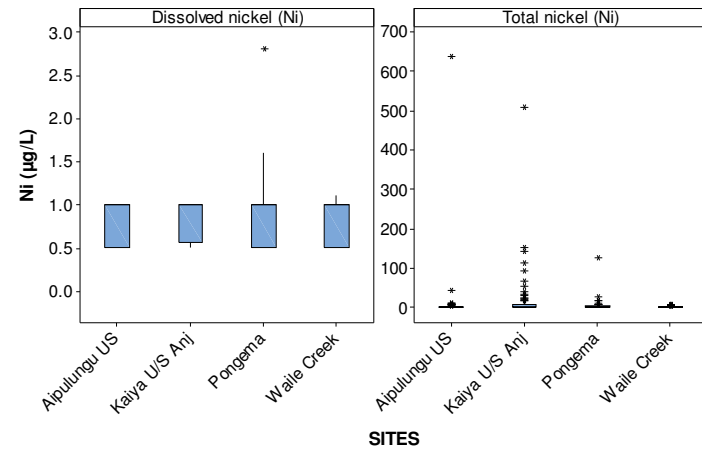 Dissolved nickel (Ni)
Total nickel (Ni)
Ni (µg/L)
3.0
2.5
2.0
1.5
1.0
0.5
0.0
700
600
500
400
300
200
100
0
Aipulungu US
Kaiya U/S Anj
Pongema
Waile Creek
Aipulungu US
Kaiya U/S Anj
Pongema
Waile Creek
SITES